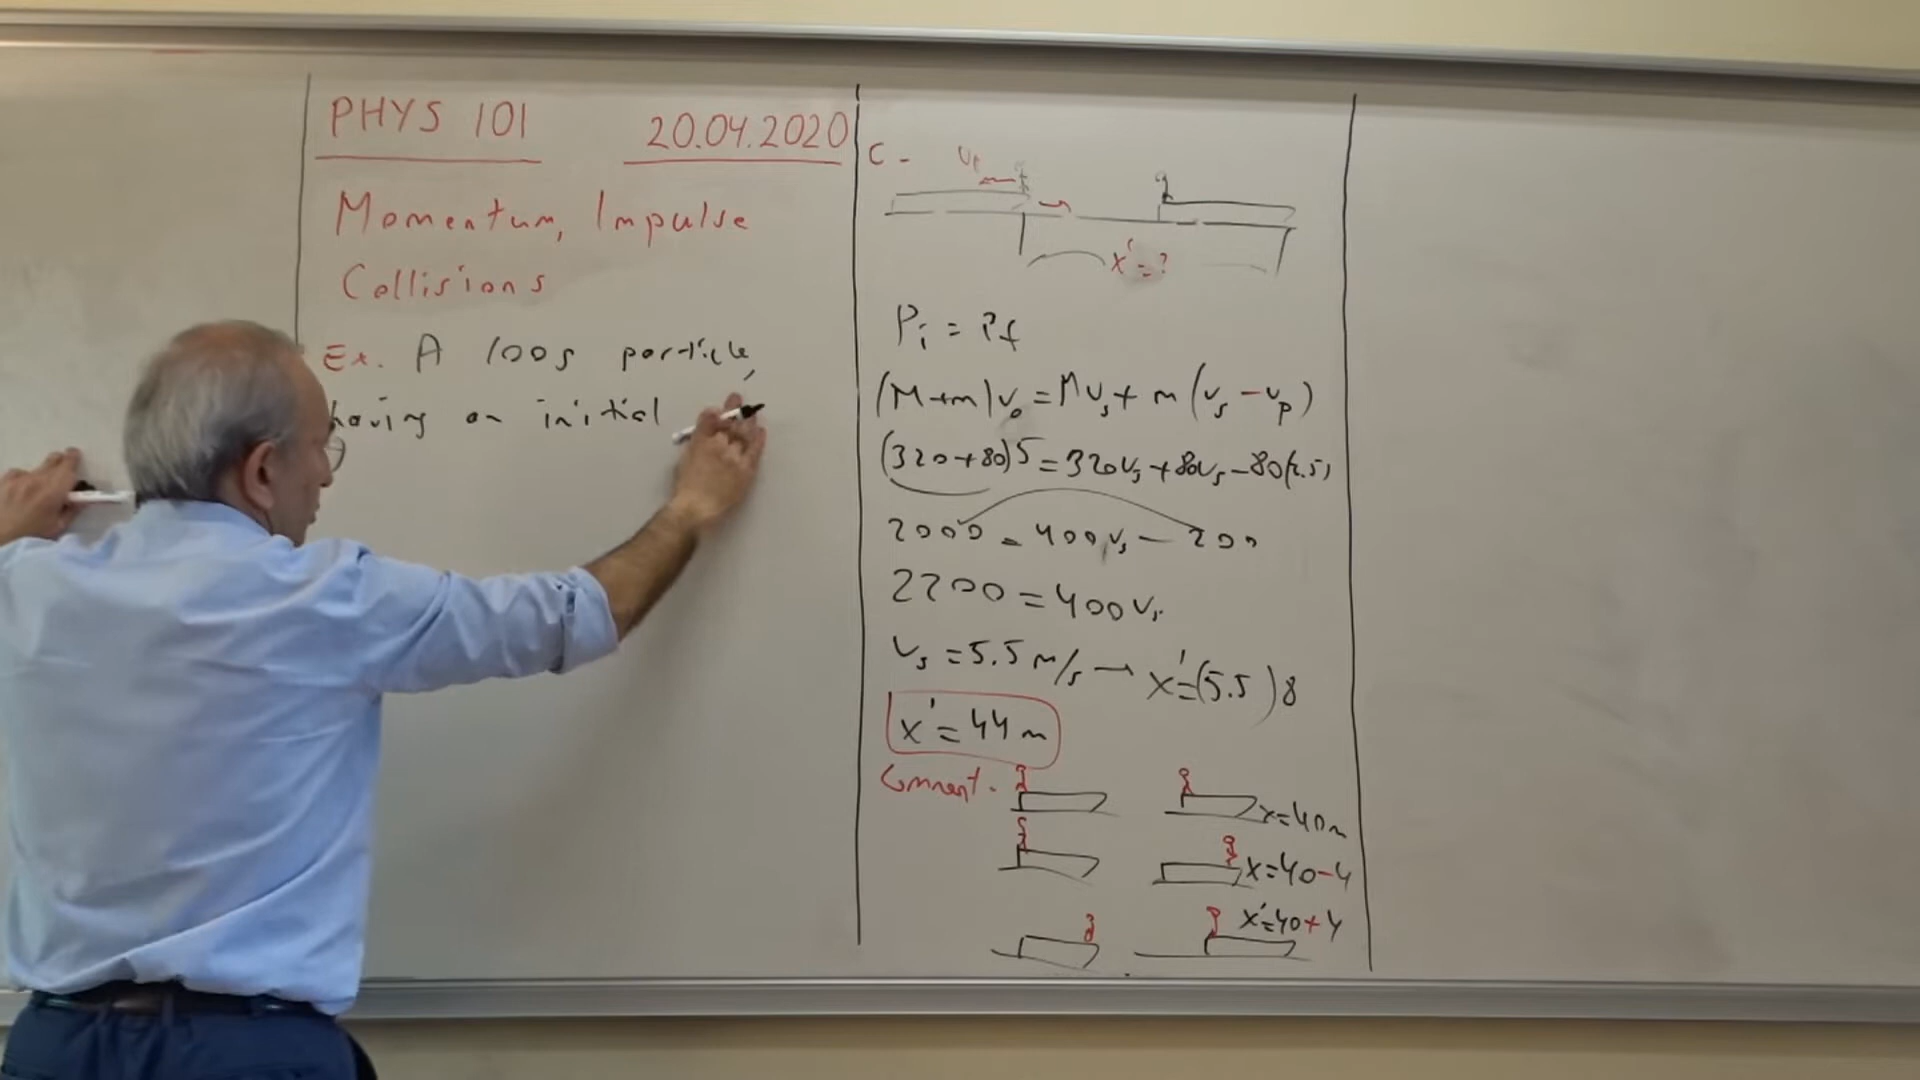 PHYS 101 20.04.2020
Momentum, Impulse
Collisions
Ex. A 100g particle,
having an initial
C -
x' = ?
Pi = Pf
(M+m)v₀ = Mvₛ + m(vₛ - vₚ)
(320+80)5 = 320vₛ + 80vₛ - 80(2.5)
2000 = 400vₛ - 200
2200 = 400vₛ
vₛ = 5.5 m/s → x' = (5.5)8
x' = 44 m
Comment.
x=40m
x=40-4
x'=40+4